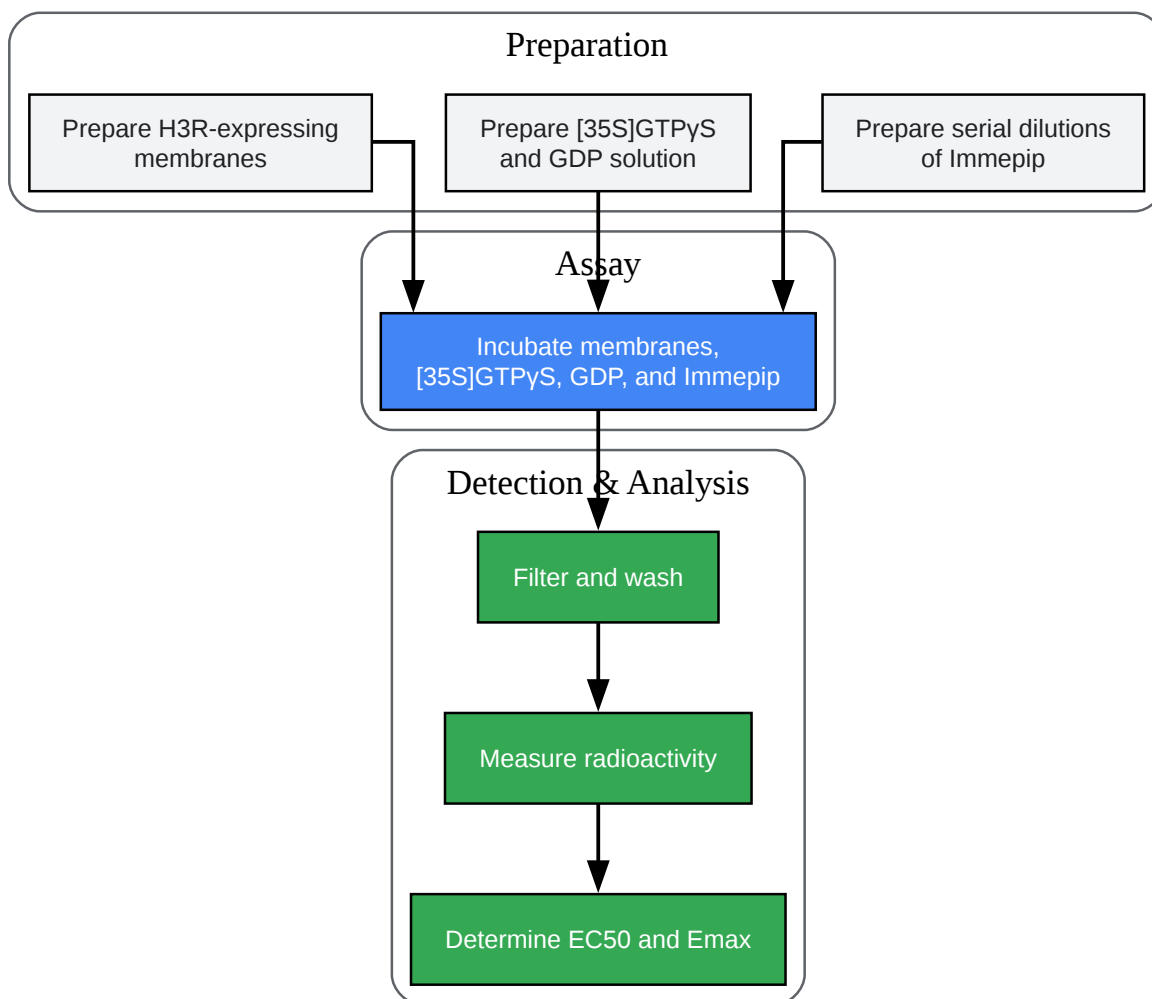 Preparation
Prepare H3R-expressing
membranes
Prepare [35S]GTPγS
and GDP solution
Prepare serial dilutions
of Immepip
Assay
Incubate membranes,
[35S]GTPγS, GDP, and Immepip
Detection & Analysis
Filter and wash
Measure radioactivity
Determine EC50 and Emax